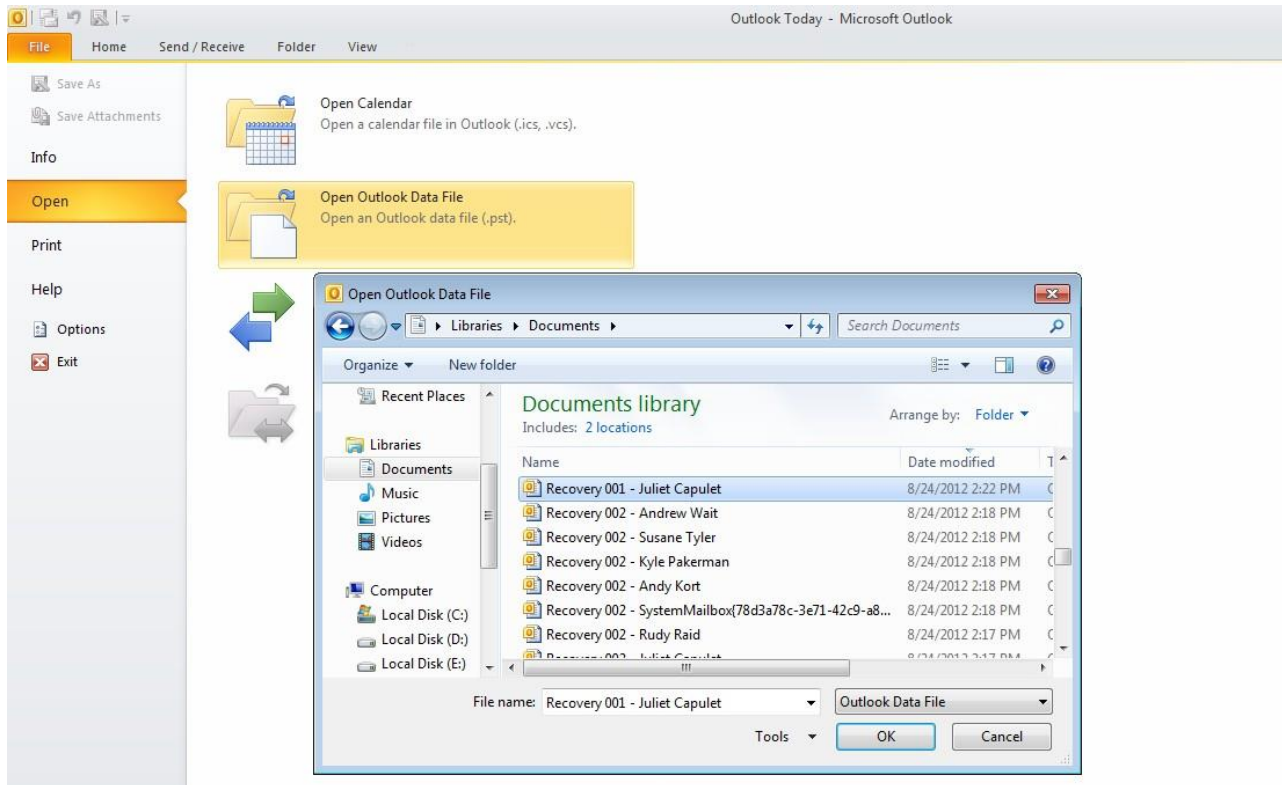 Outlook Today - Microsoft Outlook
File Home Send / Receive Folder View
Save As
Save Attachments
Info
Open
Print
Help
Options
Exit
Open Calendar
Open a calendar file in Outlook (.ics, .vcs).
Open Outlook Data File
Open an Outlook data file (.pst).
Open Outlook Data File
Libraries Documents
Search Documents
Organize New folder
Recent Places
Libraries
Documents
Music
Pictures
Videos
Computer
Local Disk (C:)
Local Disk (D:)
Local Disk (E:)
Documents library
Includes: 2 locations
Arrange by: Folder
Name Date modified
Recovery 001 - Juliet Capulet 8/24/2012 2:22 PM
Recovery 002 - Andrew Wait 8/24/2012 2:18 PM
Recovery 002 - Susane Tyler 8/24/2012 2:18 PM
Recovery 002 - Kyle Pakerman 8/24/2012 2:18 PM
Recovery 002 - Andy Kort 8/24/2012 2:18 PM
Recovery 002 - SystemMailbox{78d3a78c-3e71-42c9-a8... 8/24/2012 2:18 PM
Recovery 002 - Rudy Raid 8/24/2012 2:17 PM
File name: Recovery 001 - Juliet Capulet Outlook Data File
Tools OK Cancel